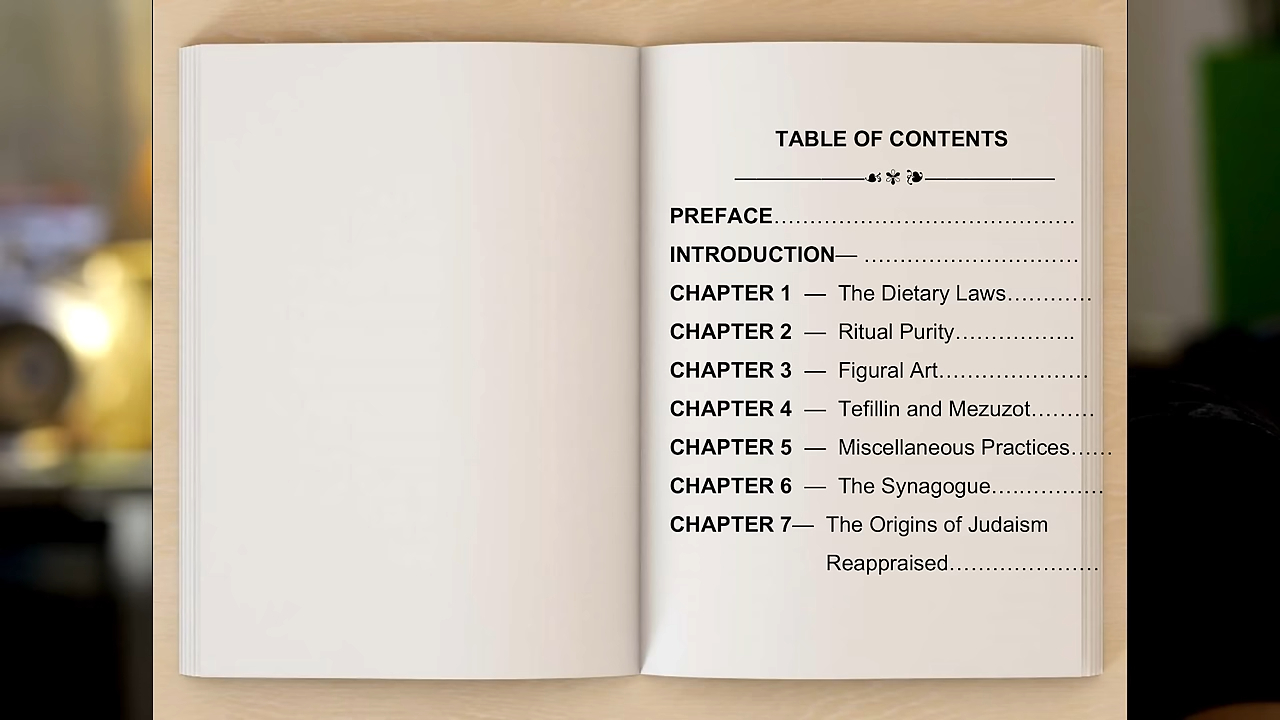 TABLE OF CONTENTS
PREFACE..........................................
INTRODUCTION— ..............................
CHAPTER 1 — The Dietary Laws............
CHAPTER 2 — Ritual Purity.................
CHAPTER 3 — Figural Art.....................
CHAPTER 4 — Tefillin and Mezuzot.........
CHAPTER 5 — Miscellaneous Practices......
CHAPTER 6 — The Synagogue................
CHAPTER 7— The Origins of Judaism
Reappraised.....................